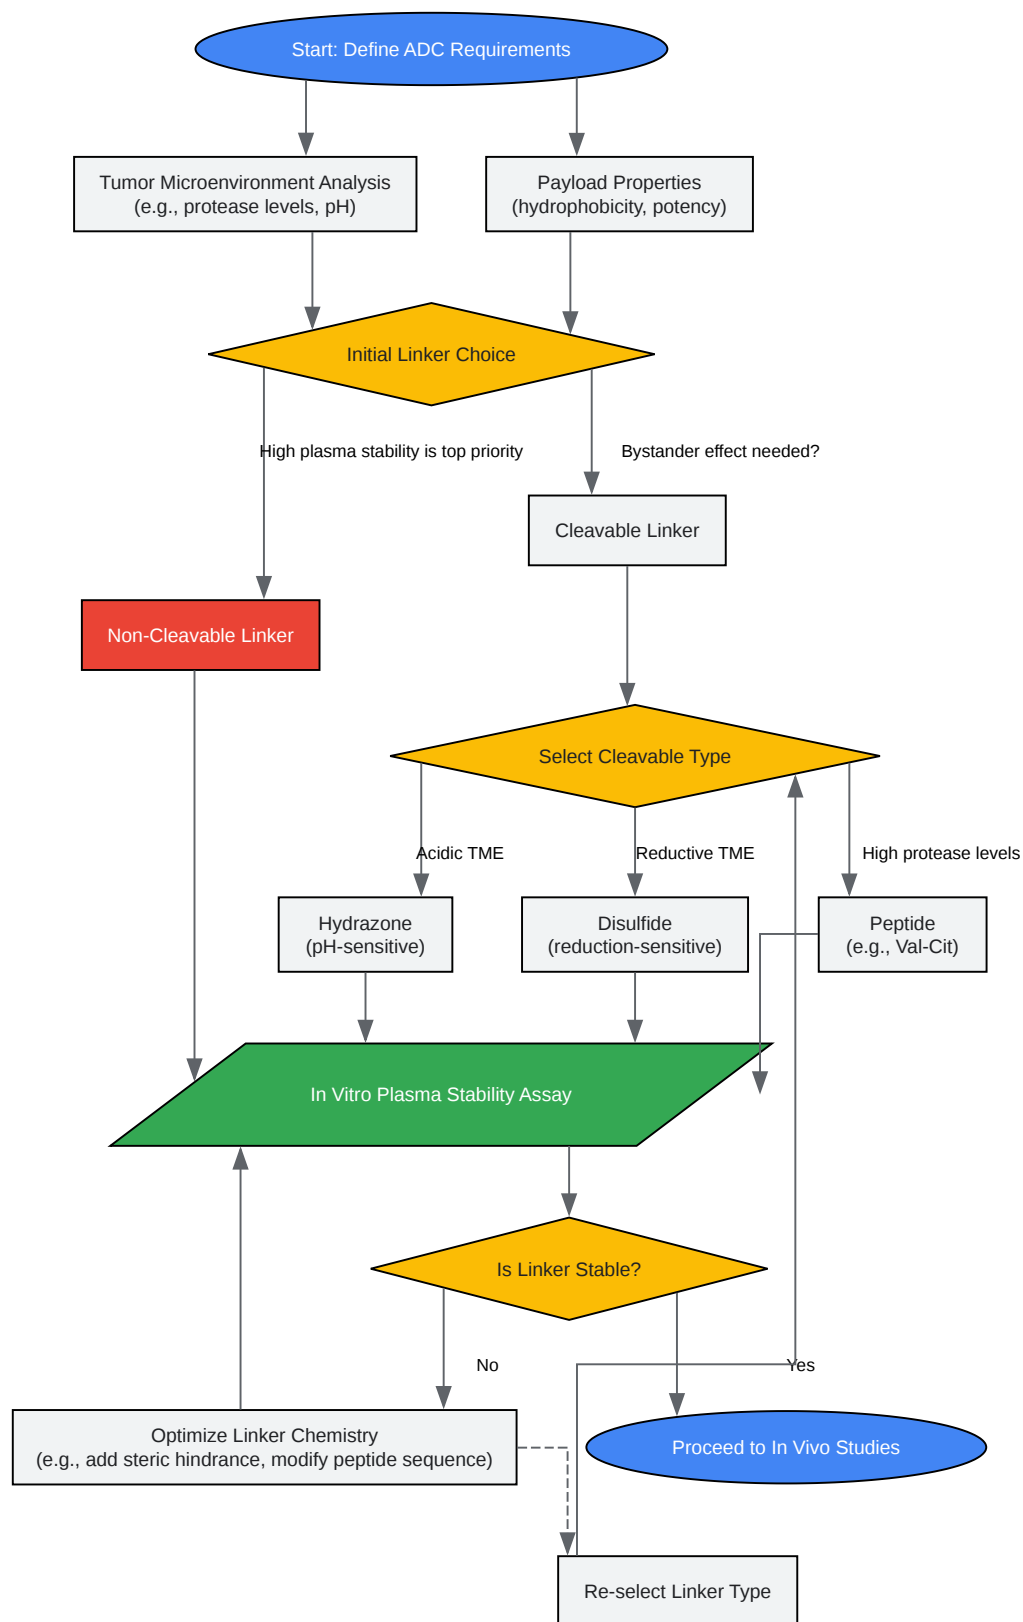 Start: Define ADC Requirements
Tumor Microenvironment Analysis
(e.g., protease levels, pH)
Payload Properties
(hydrophobicity, potency)
Initial Linker Choice
High plasma stability is top priority
Bystander effect needed?
Cleavable Linker
Non-Cleavable Linker
Select Cleavable Type
Acidic TME
Reductive TME
High protease levels
Hydrazone
(pH-sensitive)
Disulfide
(reduction-sensitive)
Peptide
(e.g., Val-Cit)
In Vitro Plasma Stability Assay
Is Linker Stable?
No
Yes
Optimize Linker Chemistry
(e.g., add steric hindrance, modify peptide sequence)
Proceed to In Vivo Studies
Re-select Linker Type